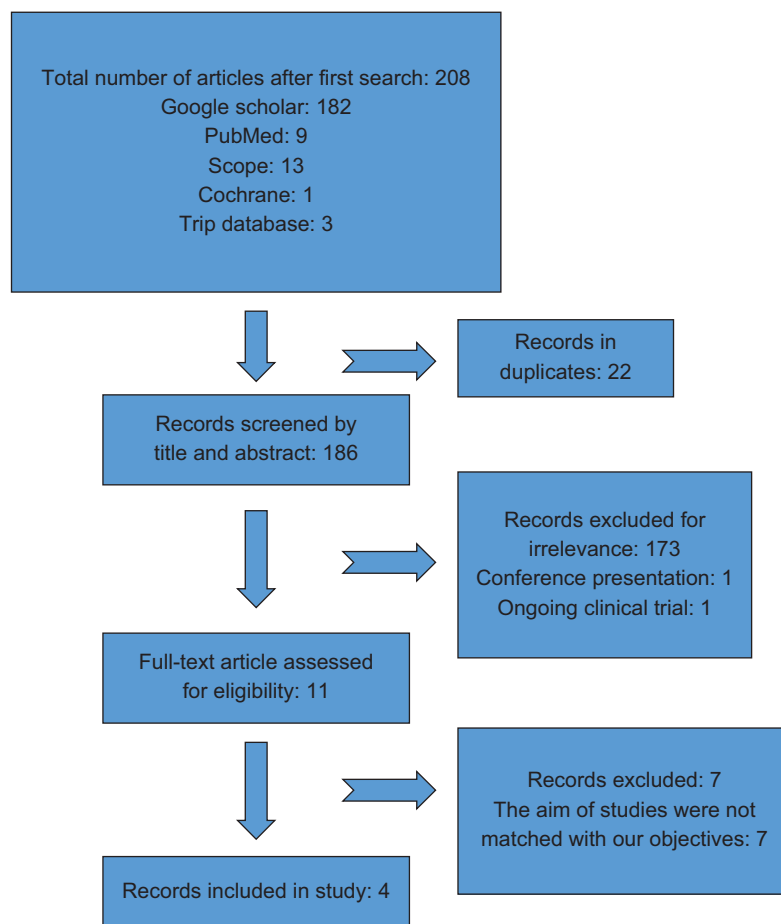 Total number of articles after first search: 208
Google scholar: 182
PubMed: 9
Scope: 13
Cochrane: 1
Trip database: 3
Records in
duplicates: 22
Records screened by
title and abstract: 186
Records excluded for
irrelevance: 173
Conference presentation: 1
Ongoing clinical trial: 1
Full-text article assessed
for eligibility: 11
Records excluded: 7
The aim of studies were not
matched with our objectives: 7
Records included in study: 4